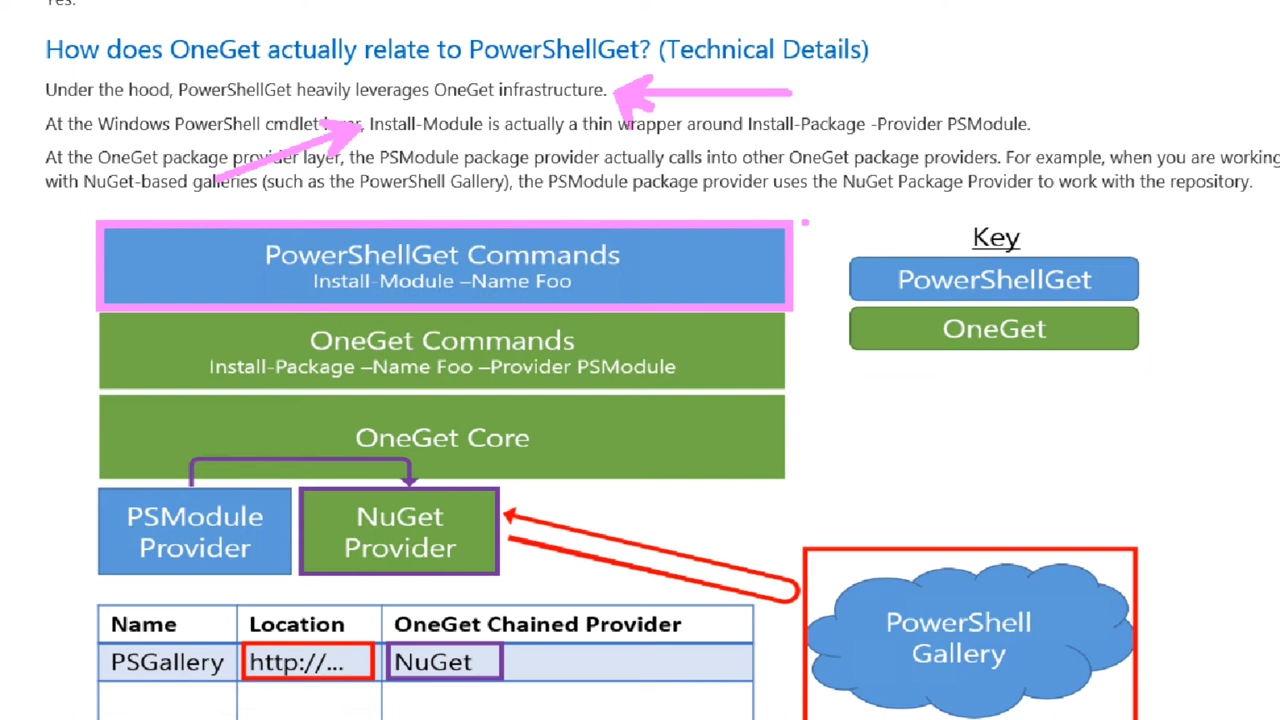 Yes.
How does OneGet actually relate to PowerShellGet? (Technical Details)
Under the hood, PowerShellGet heavily leverages OneGet infrastructure.
At the Windows PowerShell cmdlet layer, Install-Module is actually a thin wrapper around Install-Package -Provider PSModule.
At the OneGet package provider layer, the PSModule package provider actually calls into other OneGet package providers. For example, when you are working
with NuGet-based galleries (such as the PowerShell Gallery), the PSModule package provider uses the NuGet Package Provider to work with the repository.
PowerShellGet Commands
Install-Module –Name Foo
OneGet Commands
Install-Package –Name Foo –Provider PSModule
OneGet Core
PSModule
Provider
NuGet
Provider
Key
PowerShellGet
OneGet
Name Location OneGet Chained Provider
PSGallery http://... NuGet
PowerShell
Gallery